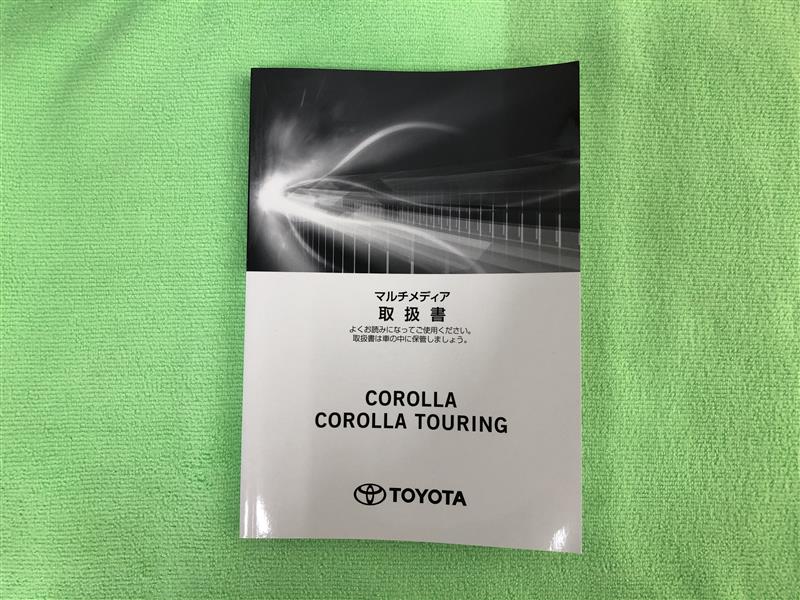 マルチメディア
取扱書
よくお読みになってご使用ください。
取扱書は車の中に保管しましょう。
COROLLA
COROLLA TOURING
TOYOTA